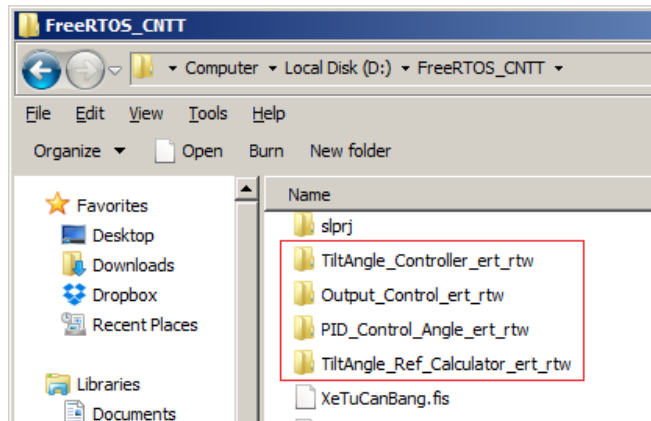 FreeRTOS_CNTT
Computer Local Disk (D:) FreeRTOS_CNTT
File Edit View Tools Help
Organize Open Burn New folder
Favorites
Desktop
Downloads
Dropbox
Recent Places
Libraries
Documents
Name
slprj
TiltAngle_Controller_ert_rtw
Output_Control_ert_rtw
PID_Control_Angle_ert_rtw
TiltAngle_Ref_Calculator_ert_rtw
XeTuCanBang.fis